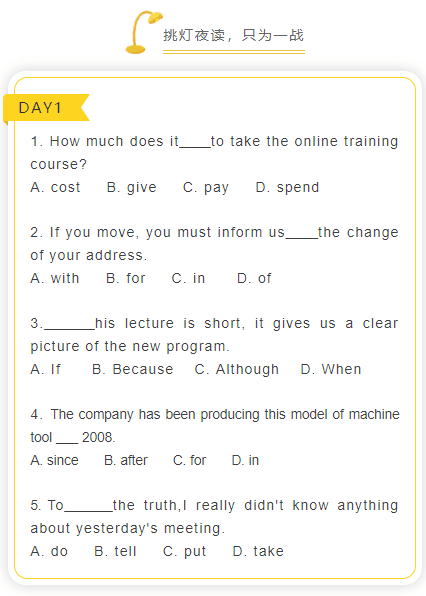 挑灯夜读，只为一战
DAY1
1. How much does it____to take the online training
course?
A. cost B. give C. pay D. spend
2. If you move, you must inform us____the change
of your address.
A. with B. for C. in D. of
3.______his lecture is short, it gives us a clear
picture of the new program.
A. If B. Because C. Although D. When
4. The company has been producing this model of machine
tool ___ 2008.
A. since B. after C. for D. in
5. To______the truth,I really didn't know anything
about yesterday's meeting.
A. do B. tell C. put D. take